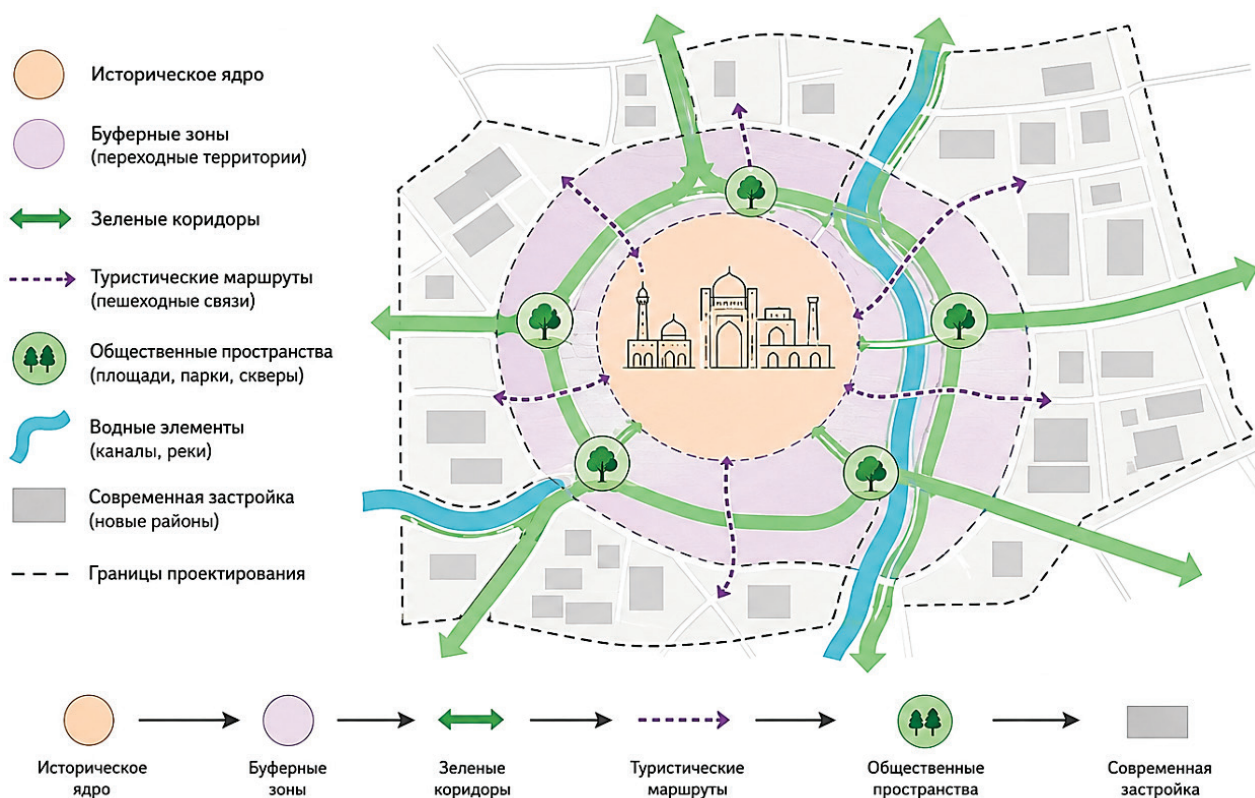 Историческое ядро
Буферные зоны
(переходные территории)
Зеленые коридоры
Туристические маршруты
(пешеходные связи)
Общественные пространства
(площади, парки, скверы)
Водные элементы
(каналы, реки)
Современная застройка
(новые районы)
Границы проектирования
Историческое
ядро
Буферные
зоны
Зеленые
коридоры
Туристические
маршруты
Общественные
пространства
Современная
застройка